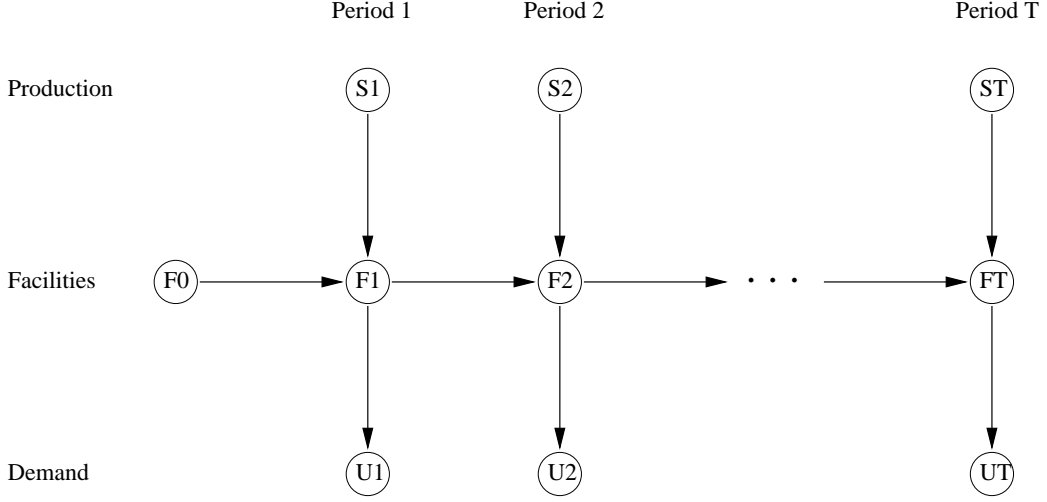 Period 1 Period 2 Period T
Production S1 S2 ST
Facilities F0 F1 F2 . . . FT
Demand U1 U2 UT